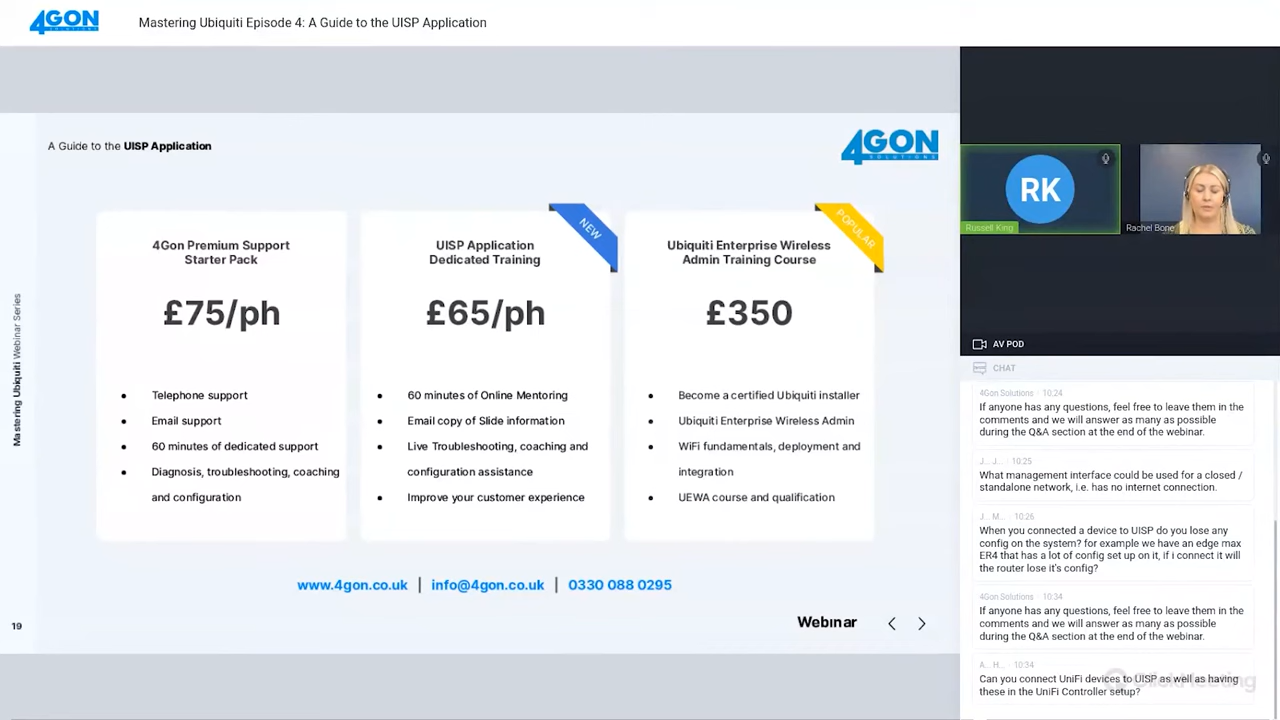 4GON
SOLUTIONS
Mastering Ubiquiti Episode 4: A Guide to the UISP Application
A Guide to the UISP Application
4GON
SOLUTIONS
Mastering Ubiquiti Webinar Series
4Gon Premium Support
Starter Pack
£75/ph
• Telephone support
• Email support
• 60 minutes of dedicated support
• Diagnosis, troubleshooting, coaching
and configuration
NEW
UISP Application
Dedicated Training
£65/ph
• 60 minutes of Online Mentoring
• Email copy of Slide information
• Live Troubleshooting, coaching and
configuration assistance
• Improve your customer experience
POPULAR
Ubiquiti Enterprise Wireless
Admin Training Course
£350
• Become a certified Ubiquiti installer
• Ubiquiti Enterprise Wireless Admin
• WiFi fundamentals, deployment and
integration
• UEWA course and qualification
www.4gon.co.uk | info@4gon.co.uk | 0330 088 0295
19
Webinar
RK
Russell King
Rachel Bone
AV POD
CHAT
4Gon Solutions · 10:24
If anyone has any questions, feel free to leave them in the
comments and we will answer as many as possible
during the Q&A section at the end of the webinar.
J... J... · 10:25
What management interface could be used for a closed /
standalone network, i.e. has no internet connection.
J... M... · 10:26
When you connected a device to UISP do you lose any
config on the system? for example we have an edge max
ER4 that has a lot of config set up on it, if i connect it will
the router lose it's config?
4Gon Solutions · 10:34
If anyone has any questions, feel free to leave them in the
comments and we will answer as many as possible
during the Q&A section at the end of the webinar.
A... H... · 10:34
Can you connect UniFi devices to UISP as well as having
these in the UniFi Controller setup?
ClickMeeting